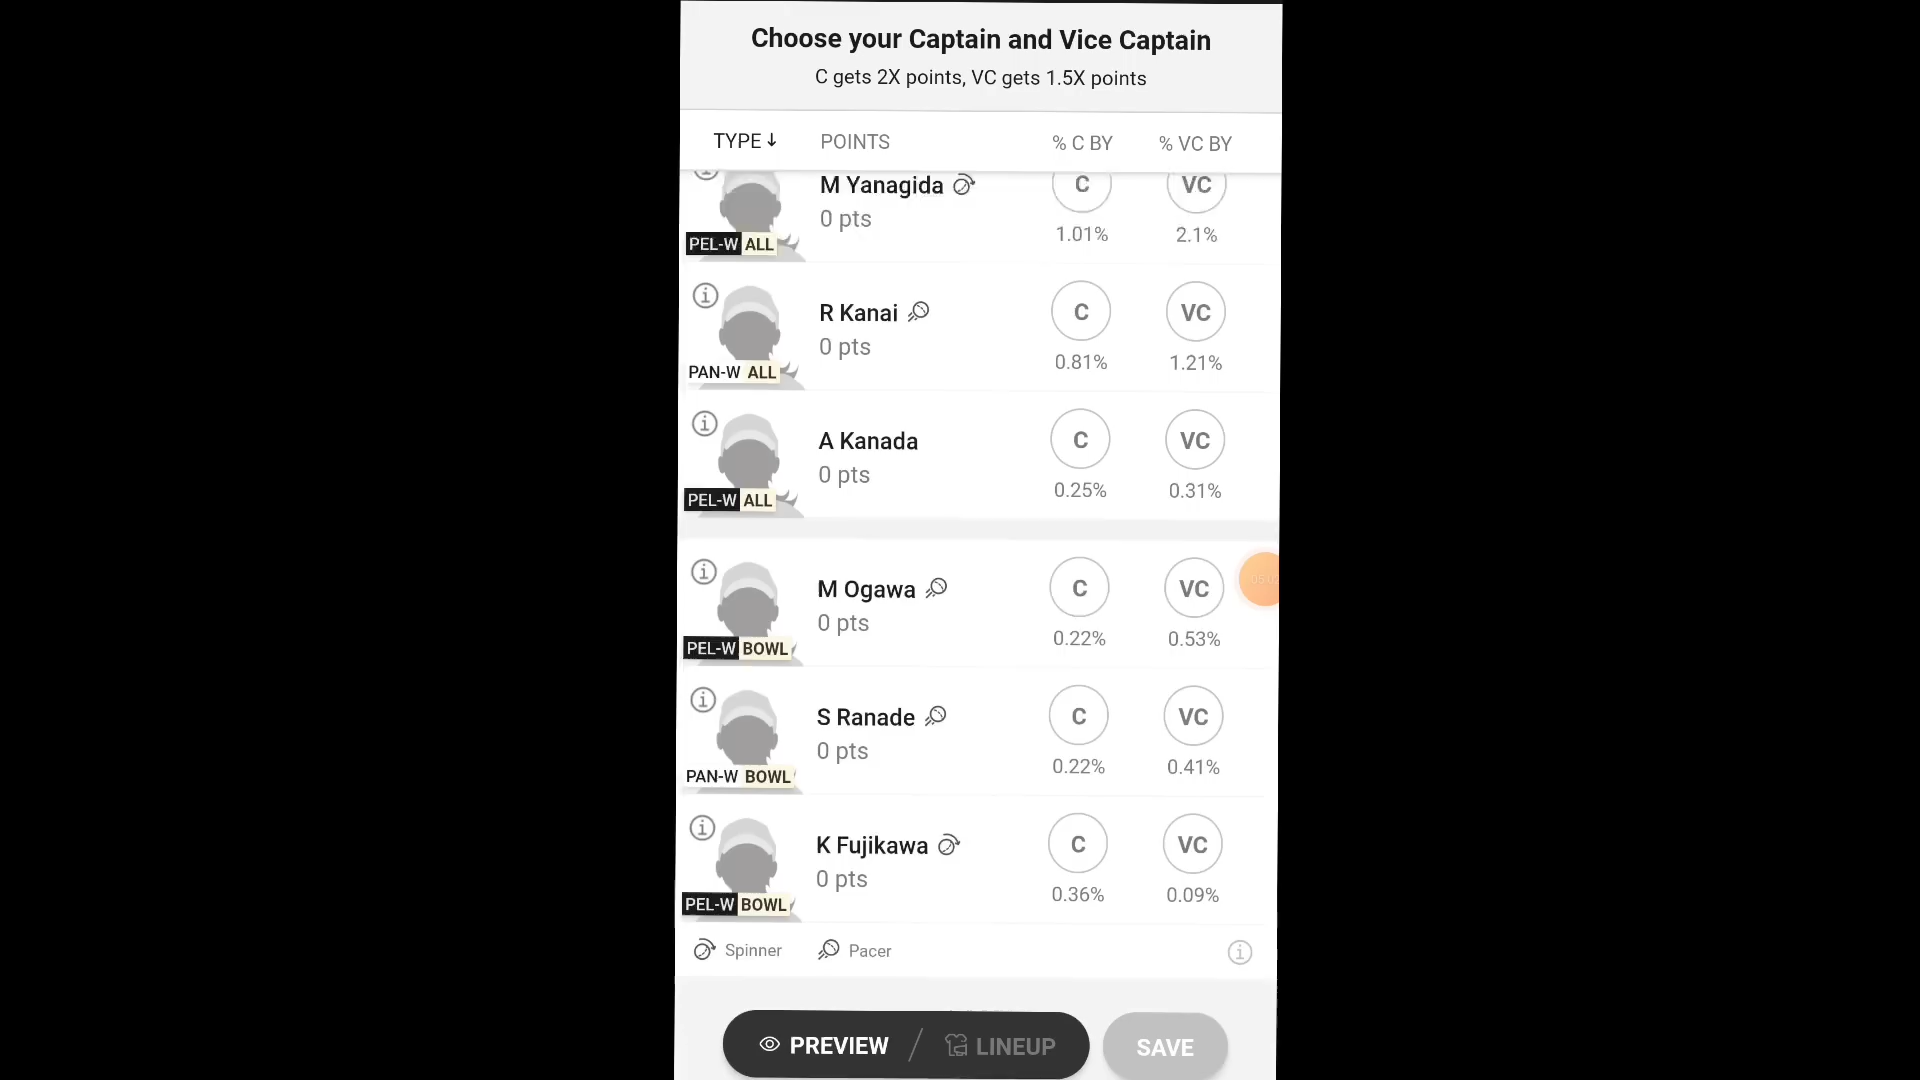 Choose your Captain and Vice Captain
C gets 2X points, VC gets 1.5X points
TYPE↓ POINTS % C BY % VC BY
M Yanagida C VC
0 pts 1.01% 2.1%
PEL-W ALL
R Kanai C VC
0 pts 0.81% 1.21%
PAN-W ALL
A Kanada C VC
0 pts 0.25% 0.31%
PEL-W ALL
M Ogawa C VC
0 pts 0.22% 0.53%
PEL-W BOWL
S Ranade C VC
0 pts 0.22% 0.41%
PAN-W BOWL
K Fujikawa C VC
0 pts 0.36% 0.09%
PEL-W BOWL
Spinner Pacer
PREVIEW / LINEUP SAVE